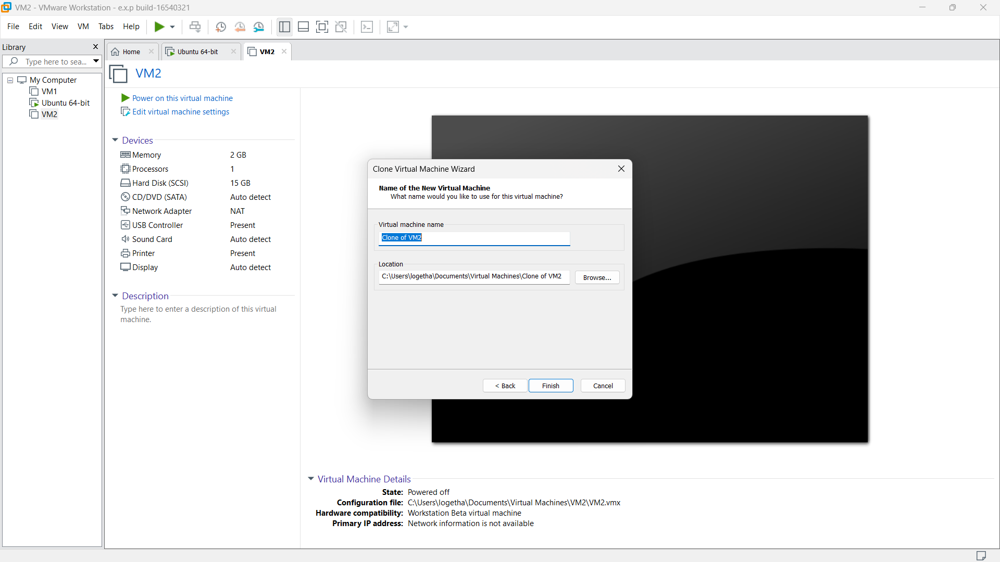 VM2 - VMware Workstation - e.x.p build-16540321
File Edit View VM Tabs Help
Library
Type here to sea...
My Computer
VM1
Ubuntu 64-bit
VM2
Home
Ubuntu 64-bit
VM2
VM2
Power on this virtual machine
Edit virtual machine settings
Devices
Memory 2 GB
Processors 1
Hard Disk (SCSI) 15 GB
CD/DVD (SATA) Auto detect
Network Adapter NAT
USB Controller Present
Sound Card Auto detect
Printer Present
Display Auto detect
Description
Type here to enter a description of this virtual
machine.
Clone Virtual Machine Wizard
Name of the New Virtual Machine
What name would you like to use for this virtual machine?
Virtual machine name
Clone of VM2
Location
C:\Users\logetha\Documents\Virtual Machines\Clone of VM2
Browse...
< Back Finish Cancel
Virtual Machine Details
State: Powered off
Configuration file: C:\Users\logetha\Documents\Virtual Machines\VM2\VM2.vmx
Hardware compatibility: Workstation Beta virtual machine
Primary IP address: Network information is not available